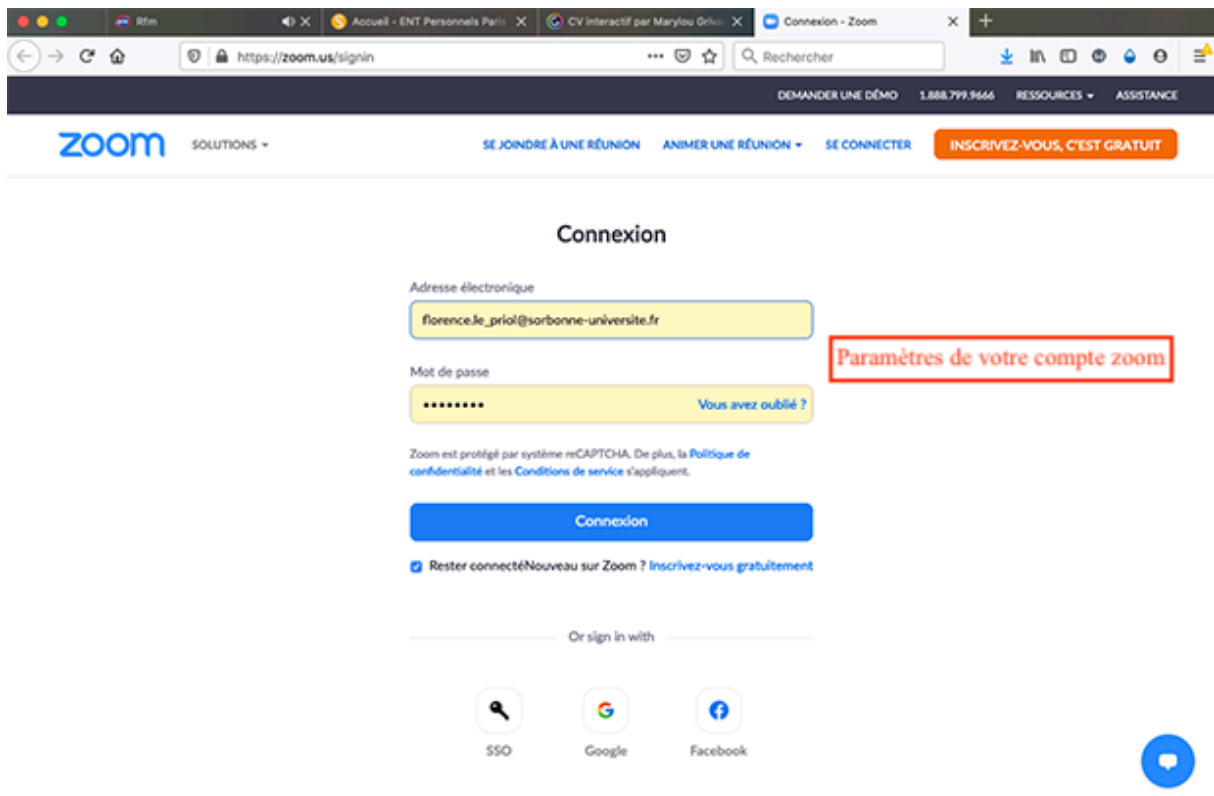 Rfm
Accueil - ENT Personnels Paris
CV interactif par Marylou Grivo
Connexion - Zoom
https://zoom.us/signin
Rechercher
DEMANDER UNE DÉMO 1.888.799.9666 RESSOURCES ASSISTANCE
zoom SOLUTIONS SE JOINDRE À UNE RÉUNION ANIMER UNE RÉUNION SE CONNECTER INSCRIVEZ-VOUS, C'EST GRATUIT
Connexion
Adresse électronique
florence.le_priol@sorbonne-universite.fr
Paramètres de votre compte zoom
Mot de passe
•••••••• Vous avez oublié ?
Zoom est protégé par système reCAPTCHA. De plus, la Politique de
confidentialité et les Conditions de service s'appliquent.
Connexion
Rester connectéNouveau sur Zoom ? Inscrivez-vous gratuitement
Or sign in with
SSO Google Facebook